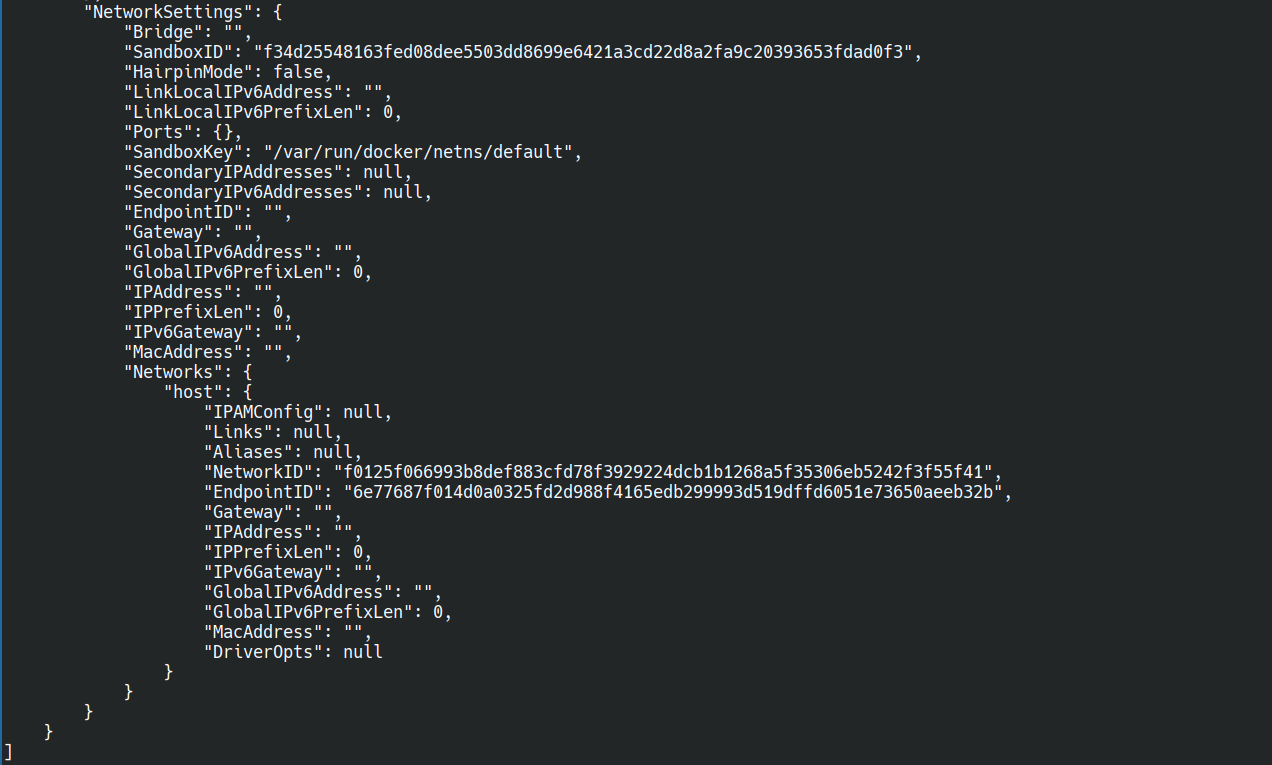 "NetworkSettings": {
"Bridge": "",
"SandboxID": "f34d25548163fed08dee5503dd8699e6421a3cd22d8a2fa9c20393653fdad0f3",
"HairpinMode": false,
"LinkLocalIPv6Address": "",
"LinkLocalIPv6PrefixLen": 0,
"Ports": {},
"SandboxKey": "/var/run/docker/netns/default",
"SecondaryIPAddresses": null,
"SecondaryIPv6Addresses": null,
"EndpointID": "",
"Gateway": "",
"GlobalIPv6Address": "",
"GlobalIPv6PrefixLen": 0,
"IPAddress": "",
"IPPrefixLen": 0,
"IPv6Gateway": "",
"MacAddress": "",
"Networks": {
"host": {
"IPAMConfig": null,
"Links": null,
"Aliases": null,
"NetworkID": "f0125f066993b8def883cfd78f3929224dcb1b1268a5f35306eb5242f3f55f41",
"EndpointID": "6e77687f014d0a0325fd2d988f4165edb299993d519dffd6051e73650aeeb32b",
"Gateway": "",
"IPAddress": "",
"IPPrefixLen": 0,
"IPv6Gateway": "",
"GlobalIPv6Address": "",
"GlobalIPv6PrefixLen": 0,
"MacAddress": "",
"DriverOpts": null
}
}
}
}
]